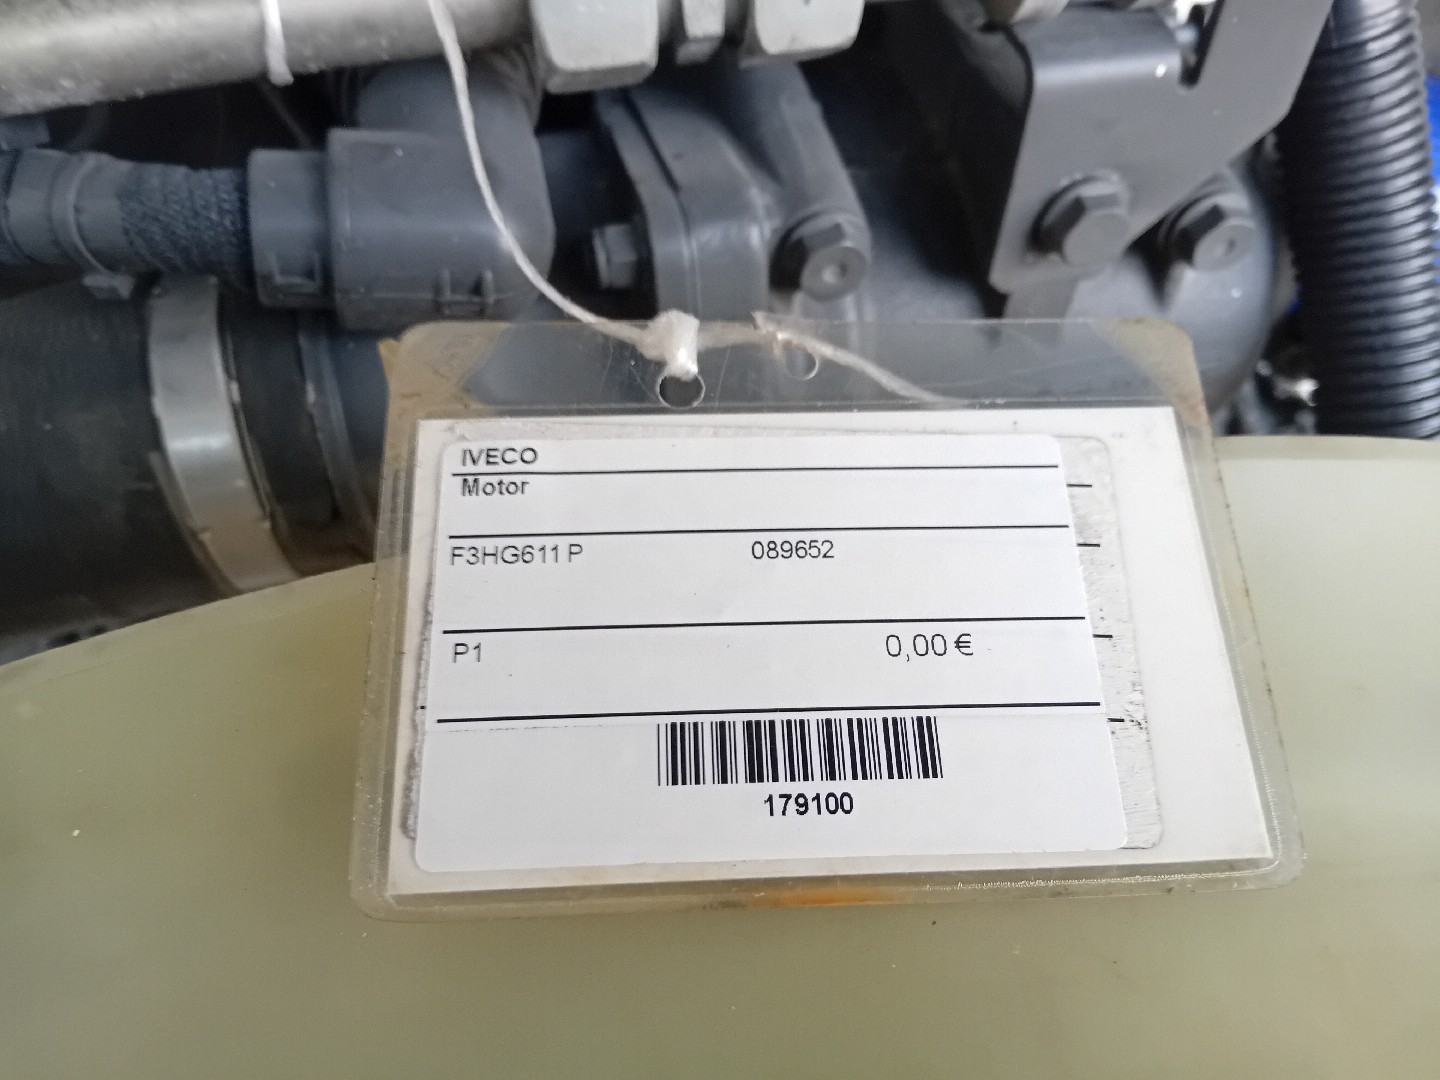 IVECO
Motor
F3HG611 P 089652
P1 0,00 €
179100